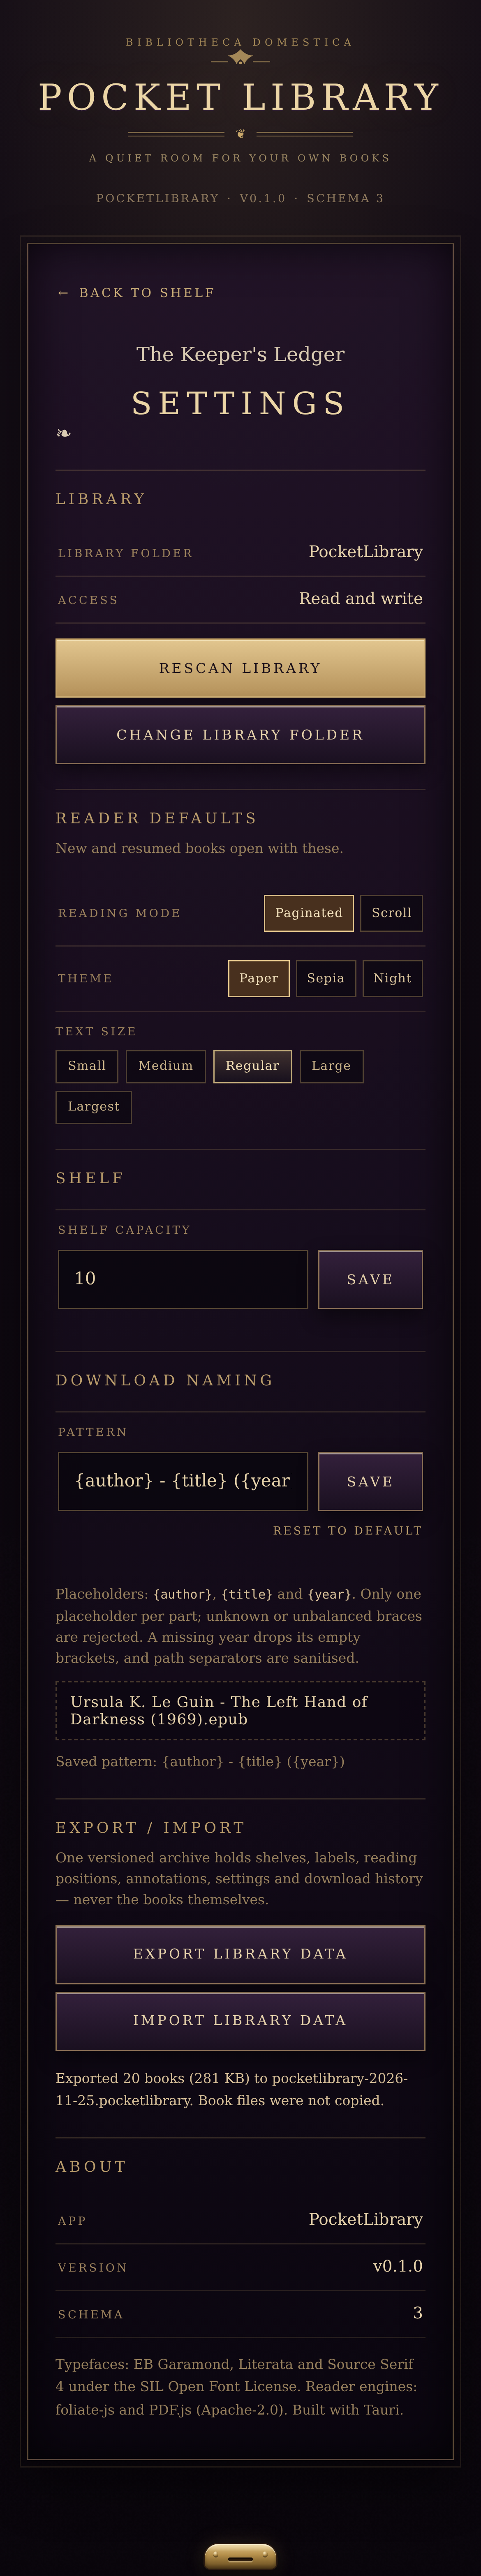 BIBLIOTHECA DOMESTICA
POCKET LIBRARY
A QUIET ROOM FOR YOUR OWN BOOKS
POCKETLIBRARY · V0.1.0 · SCHEMA 3
← BACK TO SHELF
The Keeper's Ledger
SETTINGS
LIBRARY
LIBRARY FOLDER PocketLibrary
ACCESS Read and write
RESCAN LIBRARY
CHANGE LIBRARY FOLDER
READER DEFAULTS
New and resumed books open with these.
READING MODE Paginated Scroll
THEME Paper Sepia Night
TEXT SIZE
Small Medium Regular Large
Largest
SHELF
SHELF CAPACITY
10 SAVE
DOWNLOAD NAMING
PATTERN
{author} - {title} ({year SAVE
RESET TO DEFAULT
Placeholders: {author}, {title} and {year}. Only one
placeholder per part; unknown or unbalanced braces
are rejected. A missing year drops its empty
brackets, and path separators are sanitised.
Ursula K. Le Guin - The Left Hand of
Darkness (1969).epub
Saved pattern: {author} - {title} ({year})
EXPORT / IMPORT
One versioned archive holds shelves, labels, reading
positions, annotations, settings and download history
— never the books themselves.
EXPORT LIBRARY DATA
IMPORT LIBRARY DATA
Exported 20 books (281 KB) to pocketlibrary-2026-
11-25.pocketlibrary. Book files were not copied.
ABOUT
APP PocketLibrary
VERSION v0.1.0
SCHEMA 3
Typefaces: EB Garamond, Literata and Source Serif
4 under the SIL Open Font License. Reader engines:
foliate-js and PDF.js (Apache-2.0). Built with Tauri.